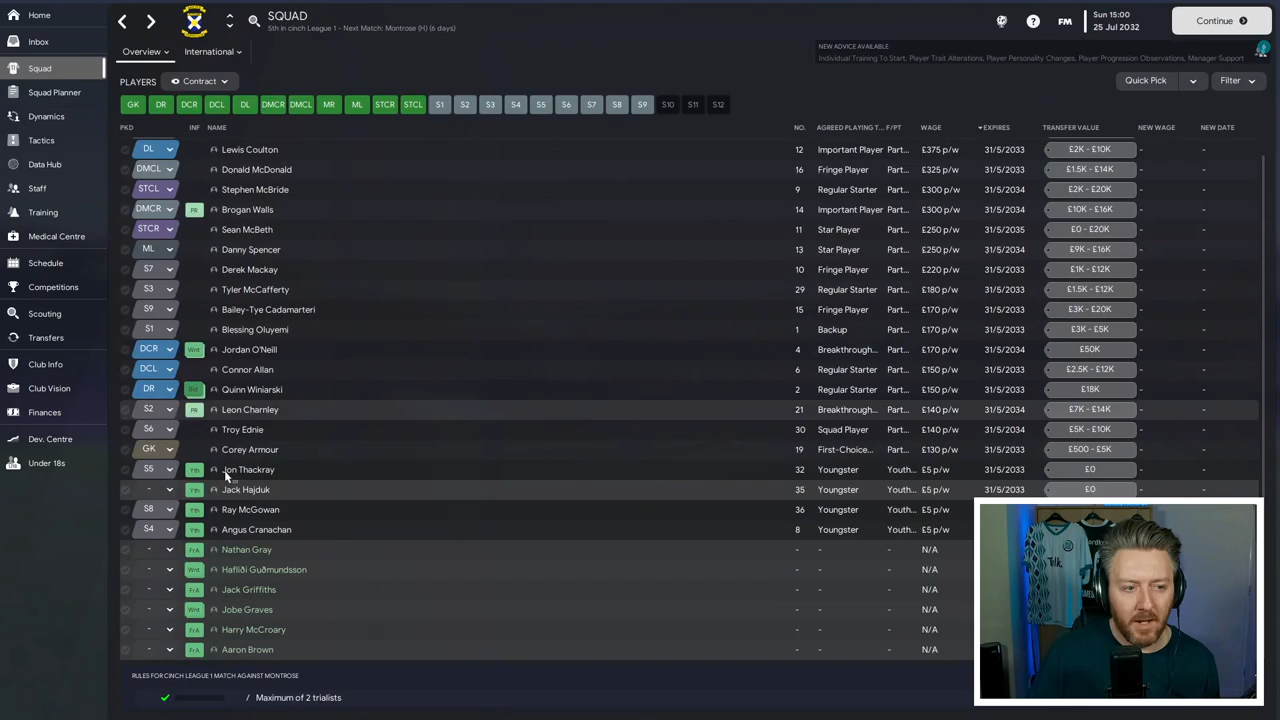 Home
Inbox
Squad
Squad Planner
Dynamics
Tactics
Data Hub
Staff
Training
Medical Centre
Schedule
Competitions
Scouting
Transfers
Club Info
Club Vision
Finances
Dev. Centre
Under 18s
SQUAD
5th in cinch League 1 - Next Match: Montrose (H) (6 days)
FM
Sun 15:00
25 Jul 2032
Continue
Overview International
NEW ADVICE AVAILABLE
Individual Training To Start, Player Trait Alterations, Player Personality Changes, Player Progression Observations, Manager Support
PLAYERS Contract
Quick Pick Filter
GK DR DCR DCL DL DMCR DMCL MR ML STCR STCL S1 S2 S3 S4 S5 S6 S7 S8 S9 S10 S11 S12
PKD INF NAME NO. AGREED PLAYING T... F/PT WAGE EXPIRES TRANSFER VALUE NEW WAGE NEW DATE
DL Lewis Coulton 12 Important Player Part... £375 p/w 31/5/2033 £2K - £10K - -
DMCL Donald McDonald 16 Fringe Player Part... £325 p/w 31/5/2033 £1.5K - £14K - -
STCL Stephen McBride 9 Regular Starter Part... £300 p/w 31/5/2034 £2K - £20K - -
DMCR PR Brogan Walls 14 Important Player Part... £300 p/w 31/5/2034 £10K - £16K - -
STCR Sean McBeth 11 Star Player Part... £250 p/w 31/5/2035 £0 - £20K - -
ML Danny Spencer 13 Star Player Part... £250 p/w 31/5/2034 £9K - £16K - -
S7 Derek Mackay 10 Fringe Player Part... £220 p/w 31/5/2034 £1K - £12K - -
S3 Tyler McCafferty 29 Regular Starter Part... £180 p/w 31/5/2034 £1.5K - £12K - -
S9 Bailey-Tye Cadamarteri 15 Fringe Player Part... £170 p/w 31/5/2033 £3K - £20K - -
S1 Blessing Oluyemi 1 Backup Part... £170 p/w 31/5/2033 £3K - £5K - -
DCR Wnt Jordan O'Neill 4 Breakthrough... Part... £170 p/w 31/5/2034 £50K - -
DCL Connor Allan 6 Regular Starter Part... £150 p/w 31/5/2034 £2.5K - £12K - -
DR Bid Quinn Winiarski 2 Regular Starter Part... £150 p/w 31/5/2033 £18K - -
S2 PR Leon Charnley 21 Breakthrough... Part... £140 p/w 31/5/2034 £7K - £14K - -
S6 Troy Ednie 30 Squad Player Part... £140 p/w 31/5/2034 £5K - £10K - -
GK Corey Armour 19 First-Choice... Part... £130 p/w 31/5/2033 £500 - £5K - -
S5 Yth Jon Thackray 32 Youngster Youth... £5 p/w 31/5/2033 £0 - -
- Yth Jack Hajduk 35 Youngster Youth... £5 p/w 31/5/2033 £0 - -
S8 Yth Ray McGowan 36 Youngster Youth... £5 p/w
S4 Yth Angus Cranachan 8 Youngster Youth... £5 p/w
- FrA Nathan Gray - - - N/A
- Wnt Hafliði Guðmundsson - - - N/A
- FrA Jack Griffiths - - - N/A
- Wnt Jobe Graves - - - N/A
- FrA Harry McCroary - - - N/A
- FrA Aaron Brown - - - N/A
RULES FOR CINCH LEAGUE 1 MATCH AGAINST MONTROSE
/ Maximum of 2 trialists